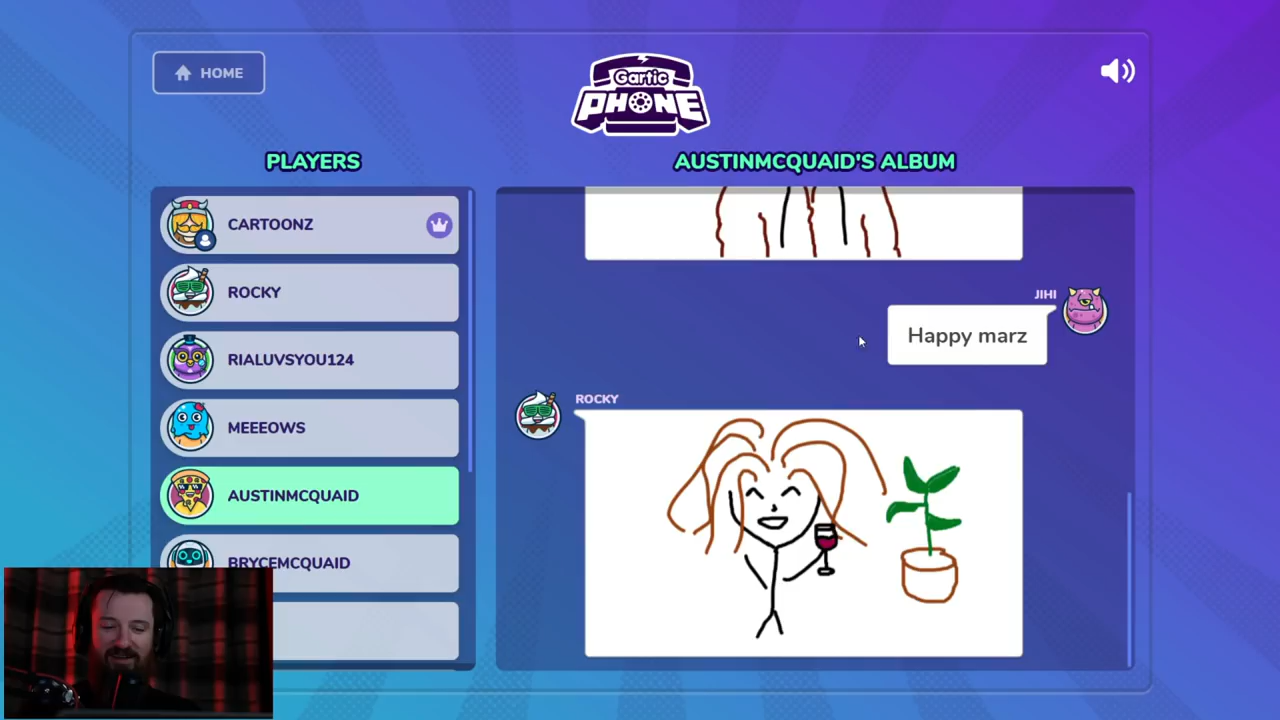 HOME
Gartic
PHONE
PLAYERS
AUSTINMCQUAID'S ALBUM
CARTOONZ
ROCKY
RIALUVSYOU124
MEEEOWS
AUSTINMCQUAID
BRYCEMCQUAID
JIHI
Happy marz
ROCKY